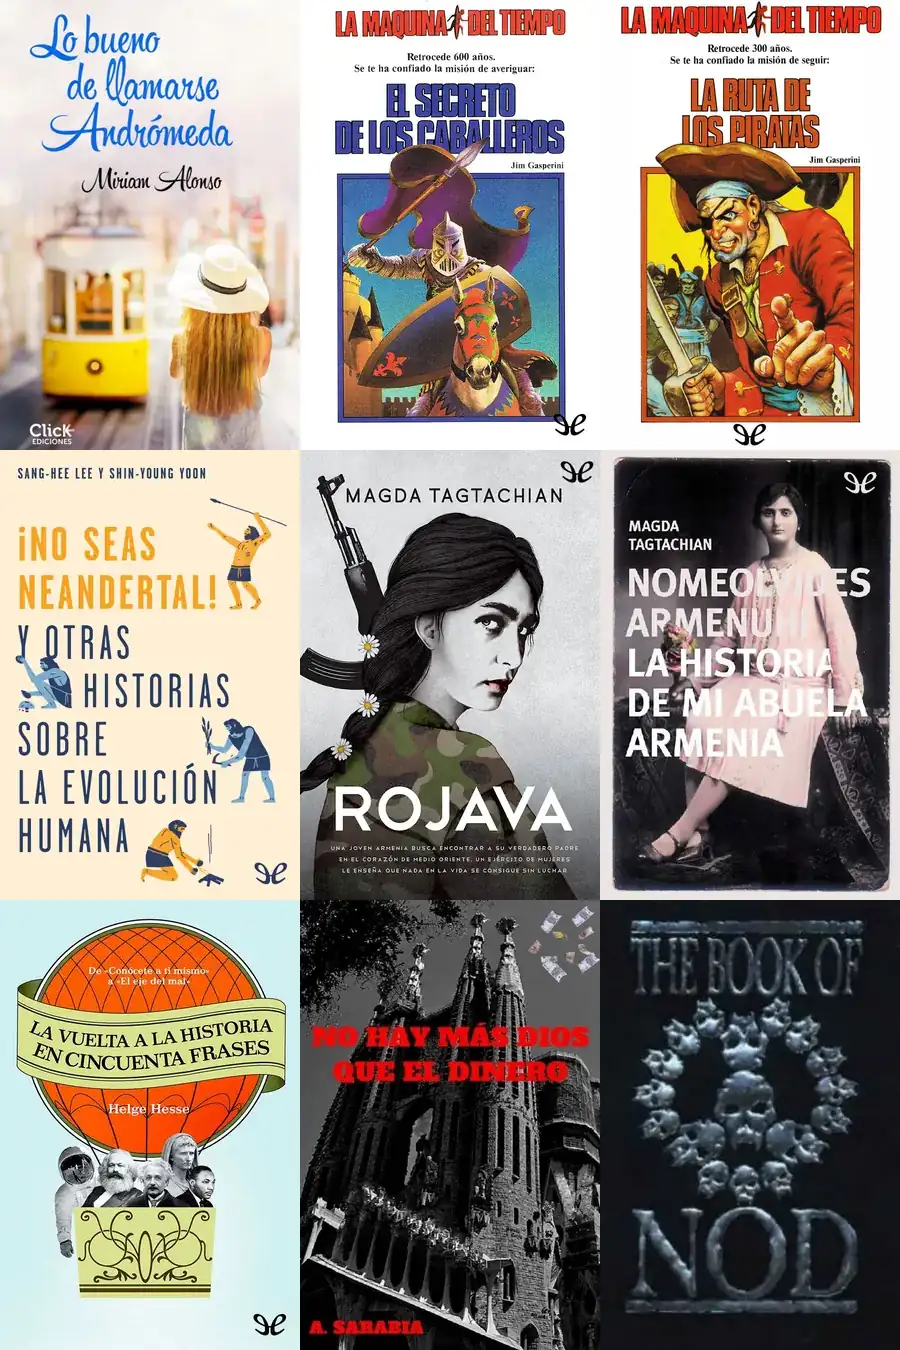 Lo bueno
de llamarse
Andrómeda
Miriam Alonso
Click
EDICIONES
LA MAQUINA DEL TIEMPO
Retrocede 600 años.
Se te ha confiado la misión de averiguar:
EL SECRETO
DE LOS CABALLEROS
Jim Gasperini
LA MAQUINA DEL TIEMPO
Retrocede 300 años.
Se te ha confiado la misión de seguir:
LA RUTA DE
LOS PIRATAS
Jim Gasperini
SANG-HEE LEE Y SHIN-YOUNG YOON
¡NO SEAS
NEANDERTAL!
Y OTRAS
HISTORIAS
SOBRE
LA EVOLUCIÓN
HUMANA
MAGDA TAGTACHIAN
ROJAVA
UNA JOVEN ARMENIA BUSCA ENCONTRAR A SU VERDADERO PADRE
EN EL CORAZÓN DE MEDIO ORIENTE. UN EJÉRCITO DE MUJERES
LE ENSEÑA QUE NADA EN LA VIDA SE CONSIGUE SIN LUCHAR
MAGDA
TAGTACHIAN
NOMEOLVIDES
ARMENUHI
LA HISTORIA
DE MI ABUELA
ARMENIA
De «Conócete a ti mismo»
a «El eje del mal»
LA VUELTA A LA HISTORIA
EN CINCUENTA FRASES
Helge Hesse
NO HAY MÁS DIOS
QUE EL DINERO
A. SARABIA
THE BOOK OF
NOD